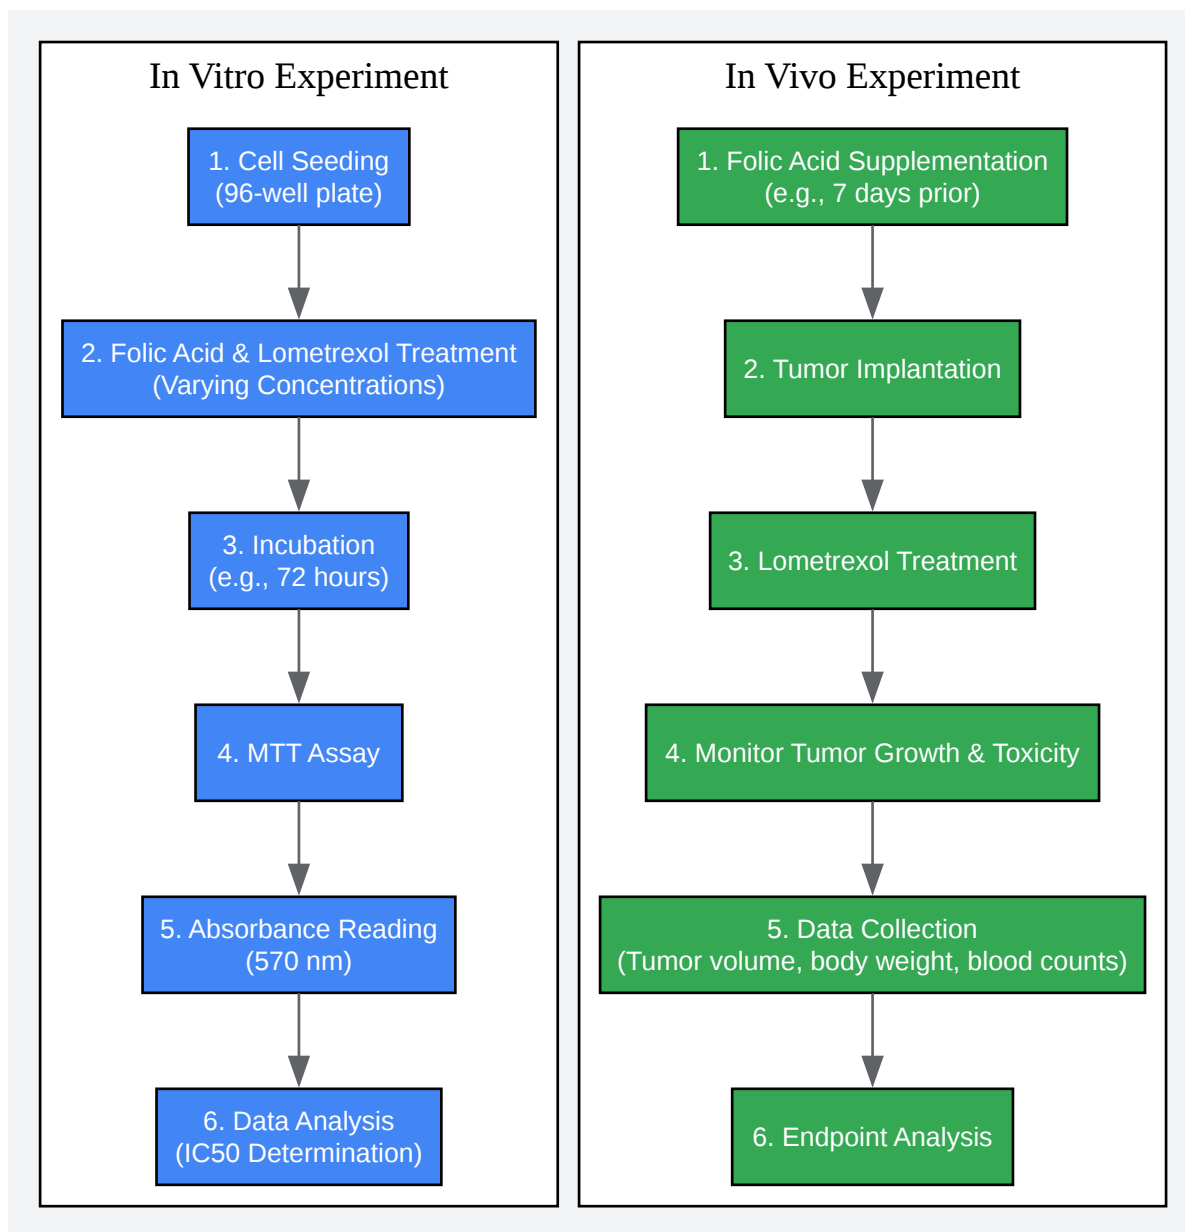 In Vitro Experiment
1. Cell Seeding
(96-well plate)
2. Folic Acid & Lometrexol Treatment
(Varying Concentrations)
3. Incubation
(e.g., 72 hours)
4. MTT Assay
5. Absorbance Reading
(570 nm)
6. Data Analysis
(IC50 Determination)
In Vivo Experiment
1. Folic Acid Supplementation
(e.g., 7 days prior)
2. Tumor Implantation
3. Lometrexol Treatment
4. Monitor Tumor Growth & Toxicity
5. Data Collection
(Tumor volume, body weight, blood counts)
6. Endpoint Analysis